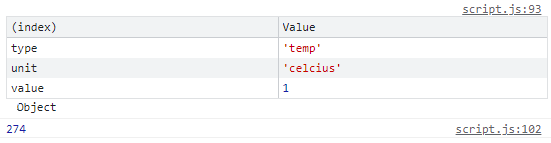 script.js:93
(index) Value
type 'temp'
unit 'celcius'
value 1
Object
274 script.js:102